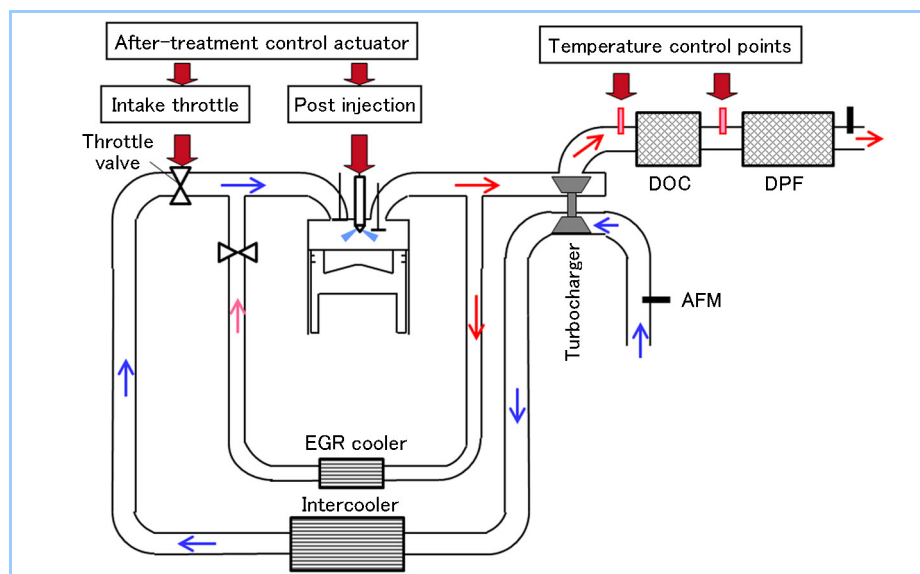 After-treatment control actuator
Temperature control points
Intake throttle
Post injection
Throttle
valve
DOC
DPF
Turbocharger
AFM
EGR cooler
Intercooler